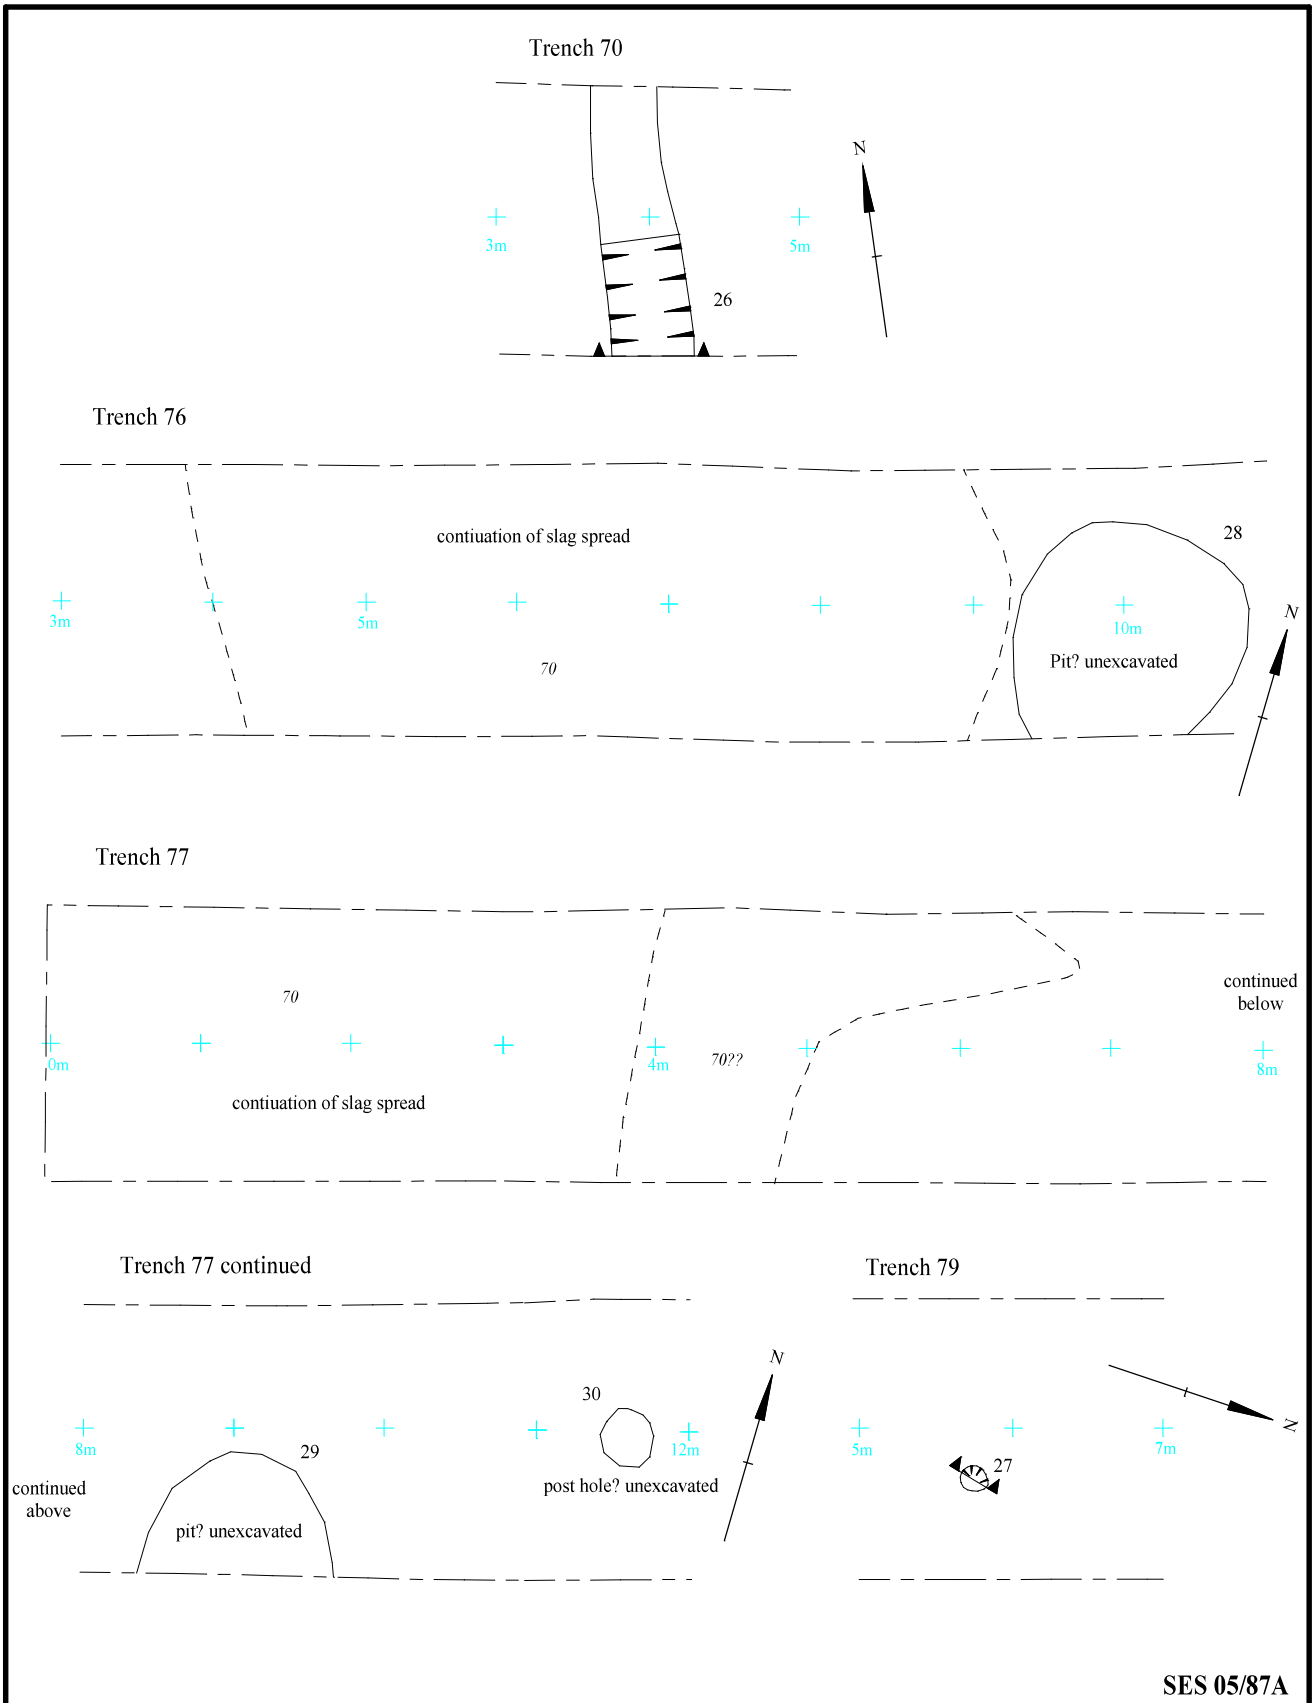 Trench 70
N
3m
5m
26
Trench 76
contiuation of slag spread
28
3m
5m
10m
N
70
Pit? unexcavated
Trench 77
70
continued
below
0m
4m
70??
8m
contiuation of slag spread
Trench 77 continued
Trench 79
N
30
N
8m
29
12m
5m
7m
27
continued
above
post hole? unexcavated
pit? unexcavated
SES 05/87A